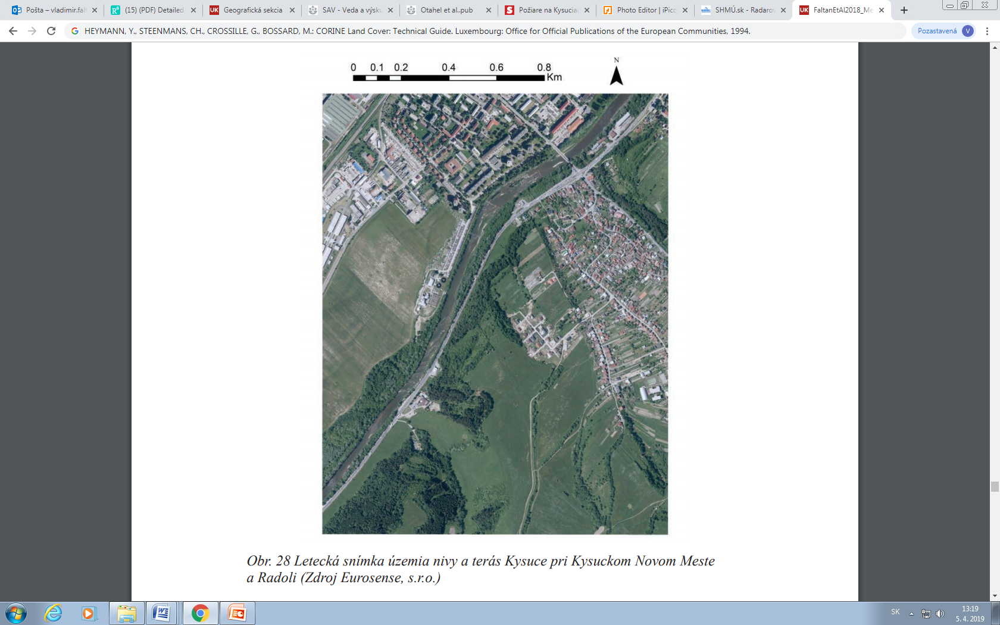 Pošta – vladimir.fal
(15) (PDF) Detailed
Geografická sekcia
SAV - Veda a výsku
Otahel et al..pub
Požiare na Kysuciac
Photo Editor | iPicc
SHMÚ.sk - Radarov
FaltanEtAl2018_Me
HEYMANN, Y., STEENMANS, CH., CROSSILLE, G., BOSSARD, M.: CORINE Land Cover: Technical Guide. Luxembourg: Office for Official Publications of the European Communities, 1994.
Pozastavená V
0 0.1 0.2 0.4 0.6 0.8
Km
N
Obr. 28 Letecká snímka územia nivy a terás Kysuce pri Kysuckom Novom Meste
a Radoli (Zdroj Eurosense, s.r.o.)
SK
13:19
5. 4. 2019